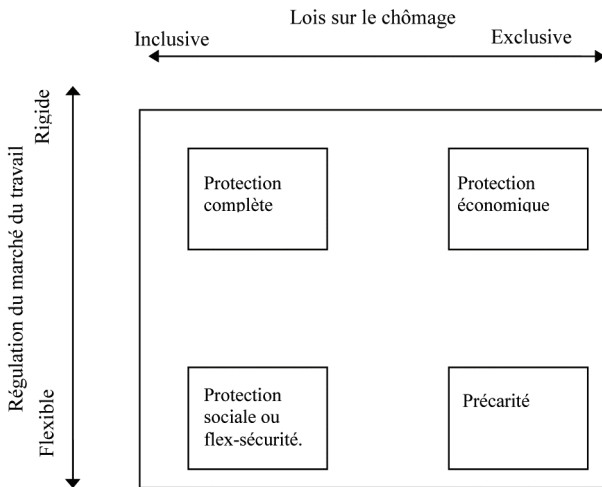 Lois sur le chômage
Inclusive
Exclusive
Régulation du marché du travail
Rigide
Flexible
Protection
complète
Protection
économique
Protection
sociale ou
flex-sécurité.
Précarité